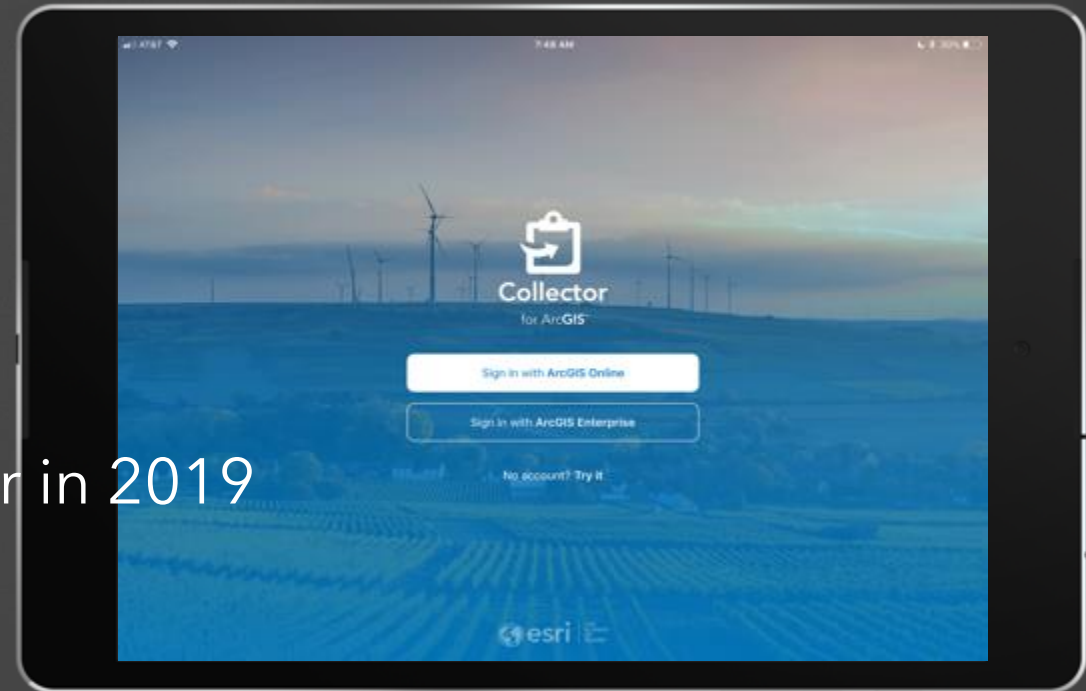 AT&T 7:48 AM 30%
Collector
for ArcGIS
Sign in with ArcGIS Online
Sign in with ArcGIS Enterprise
r in 2019
No account? Try it
esri